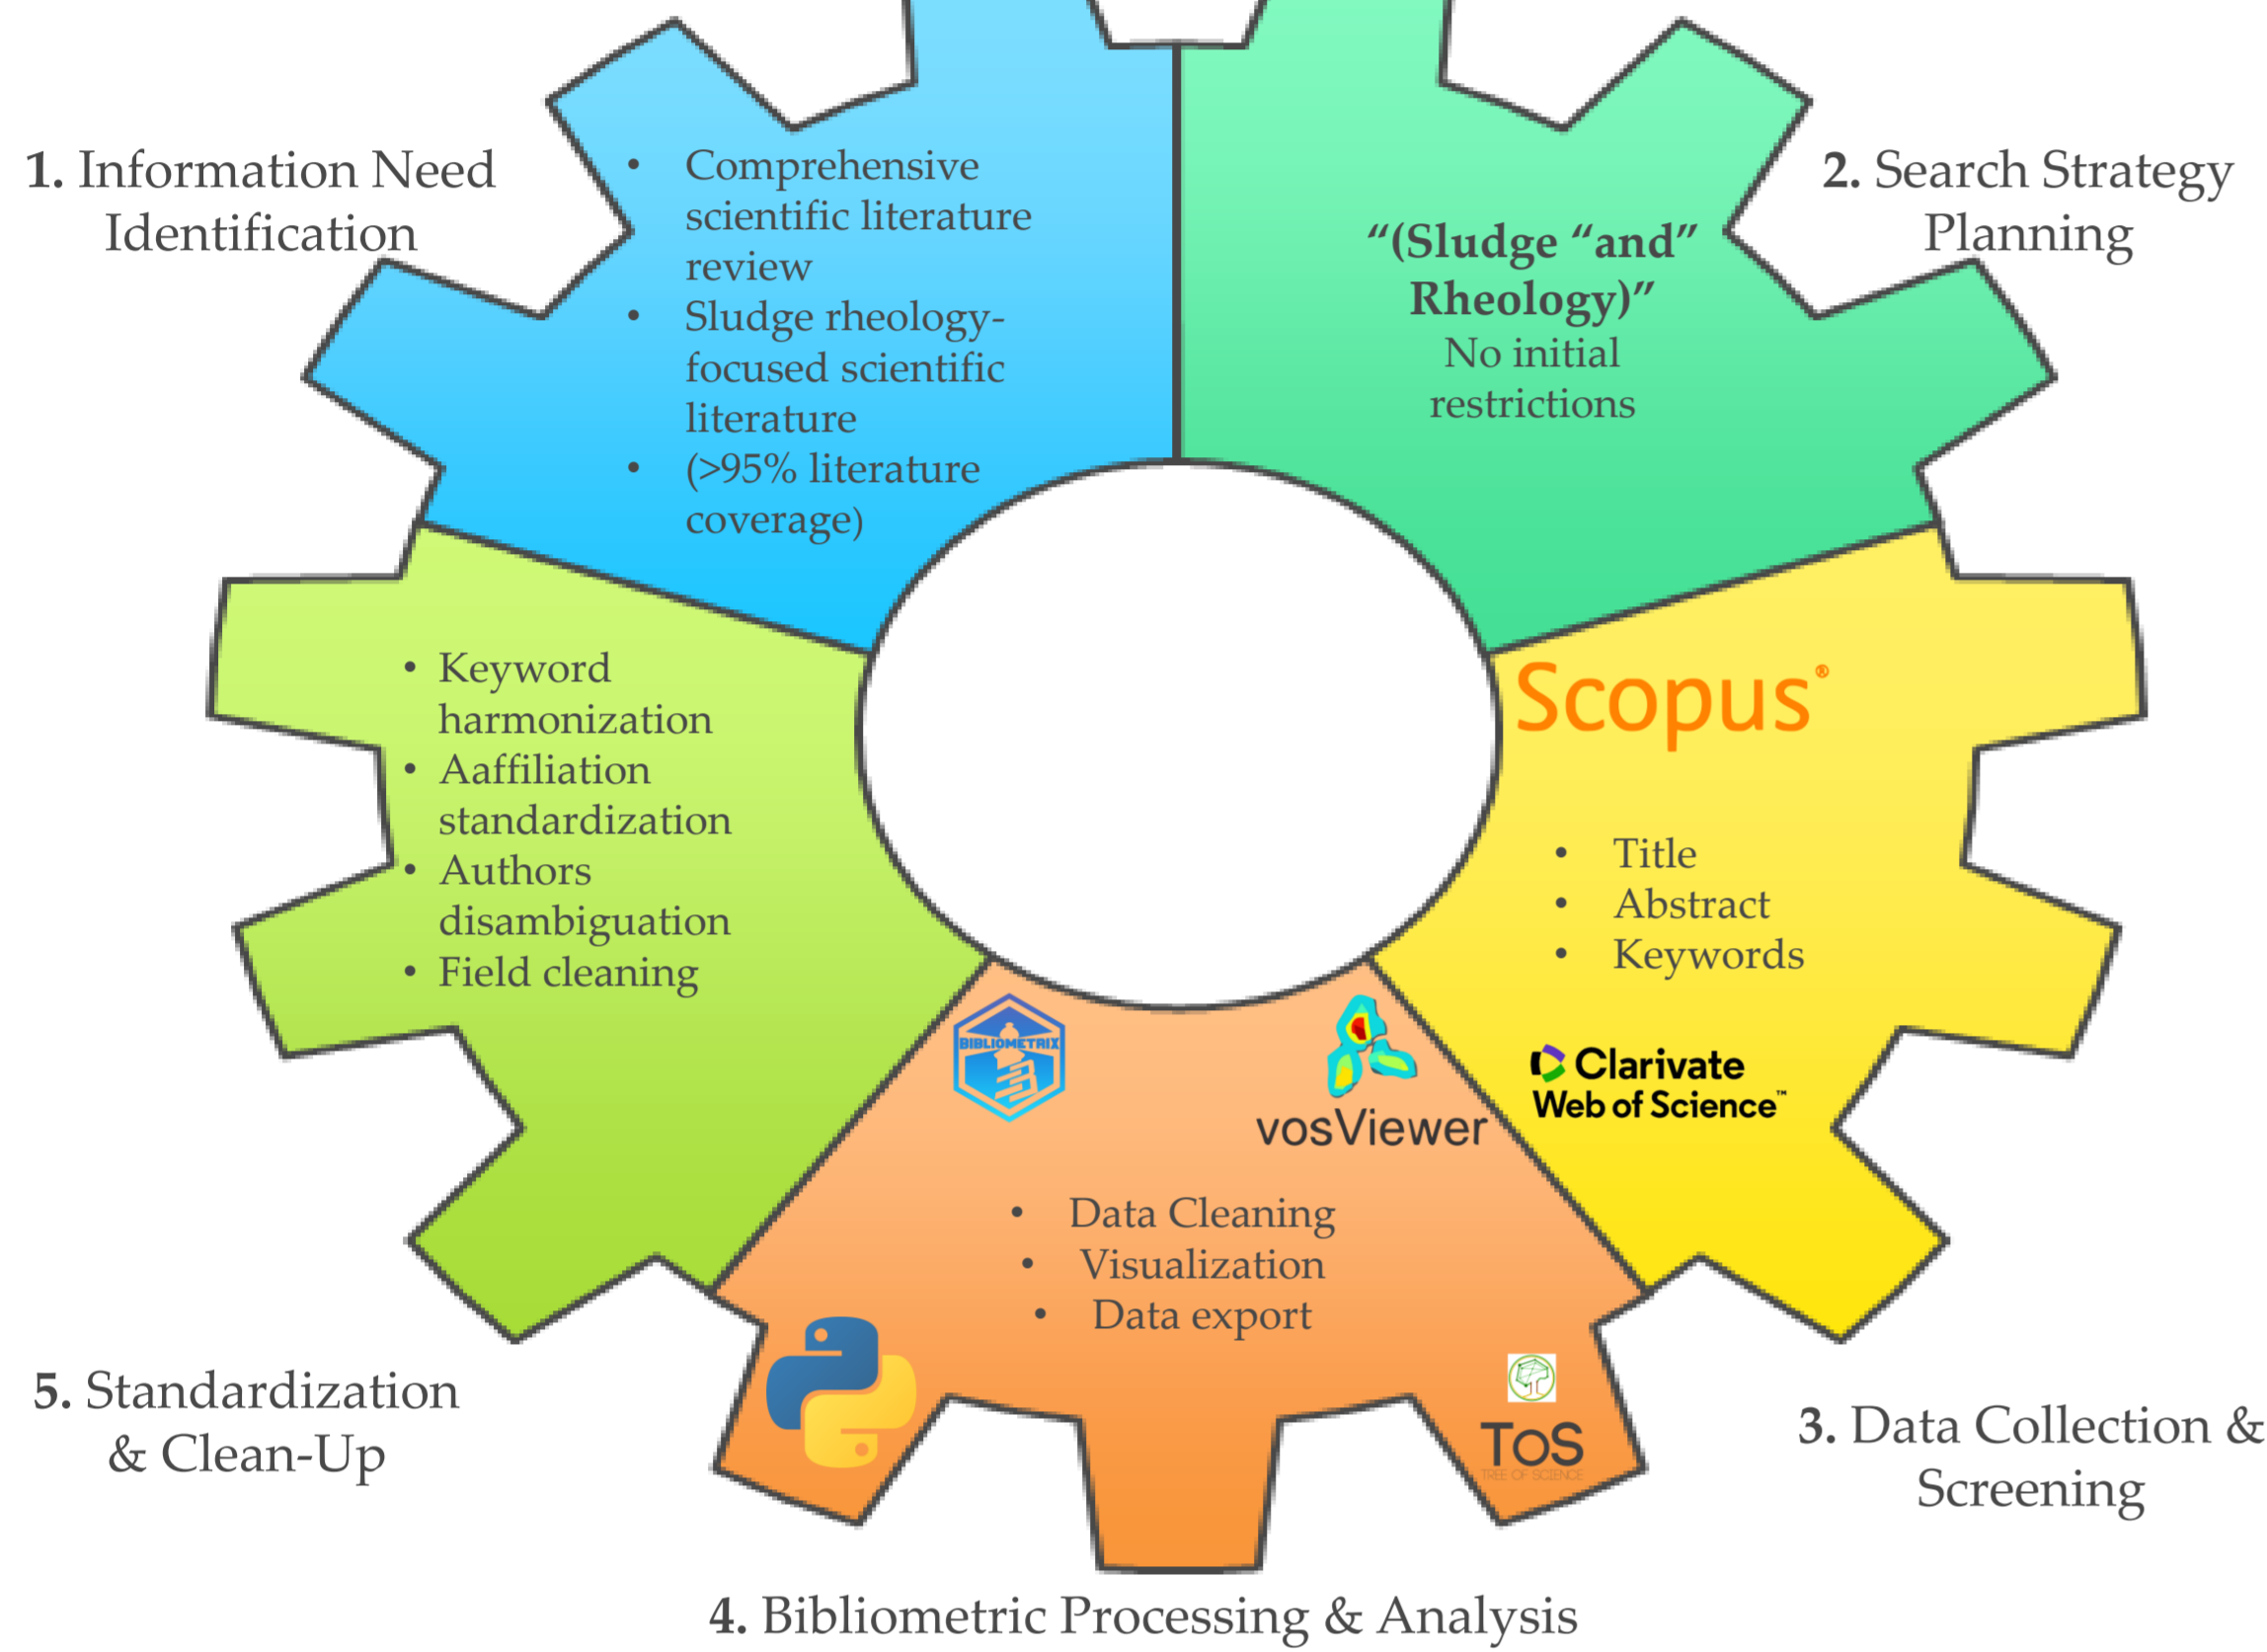 1. Information Need
Identification
• Comprehensive
scientific literature
review
• Sludge rheology-
focused scientific
literature
• (>95% literature
coverage)
2. Search Strategy
Planning
“(Sludge “and”
Rheology)”
No initial
restrictions
Scopus®
• Title
• Abstract
• Keywords
Clarivate
Web of Science™
3. Data Collection &
Screening
BIBLIOMETRIX
vosViewer
• Data Cleaning
• Visualization
• Data export
ToS
TREE OF SCIENCE
4. Bibliometric Processing & Analysis
• Keyword
harmonization
• Aaffiliation
standardization
• Authors
disambiguation
• Field cleaning
5. Standardization
& Clean-Up